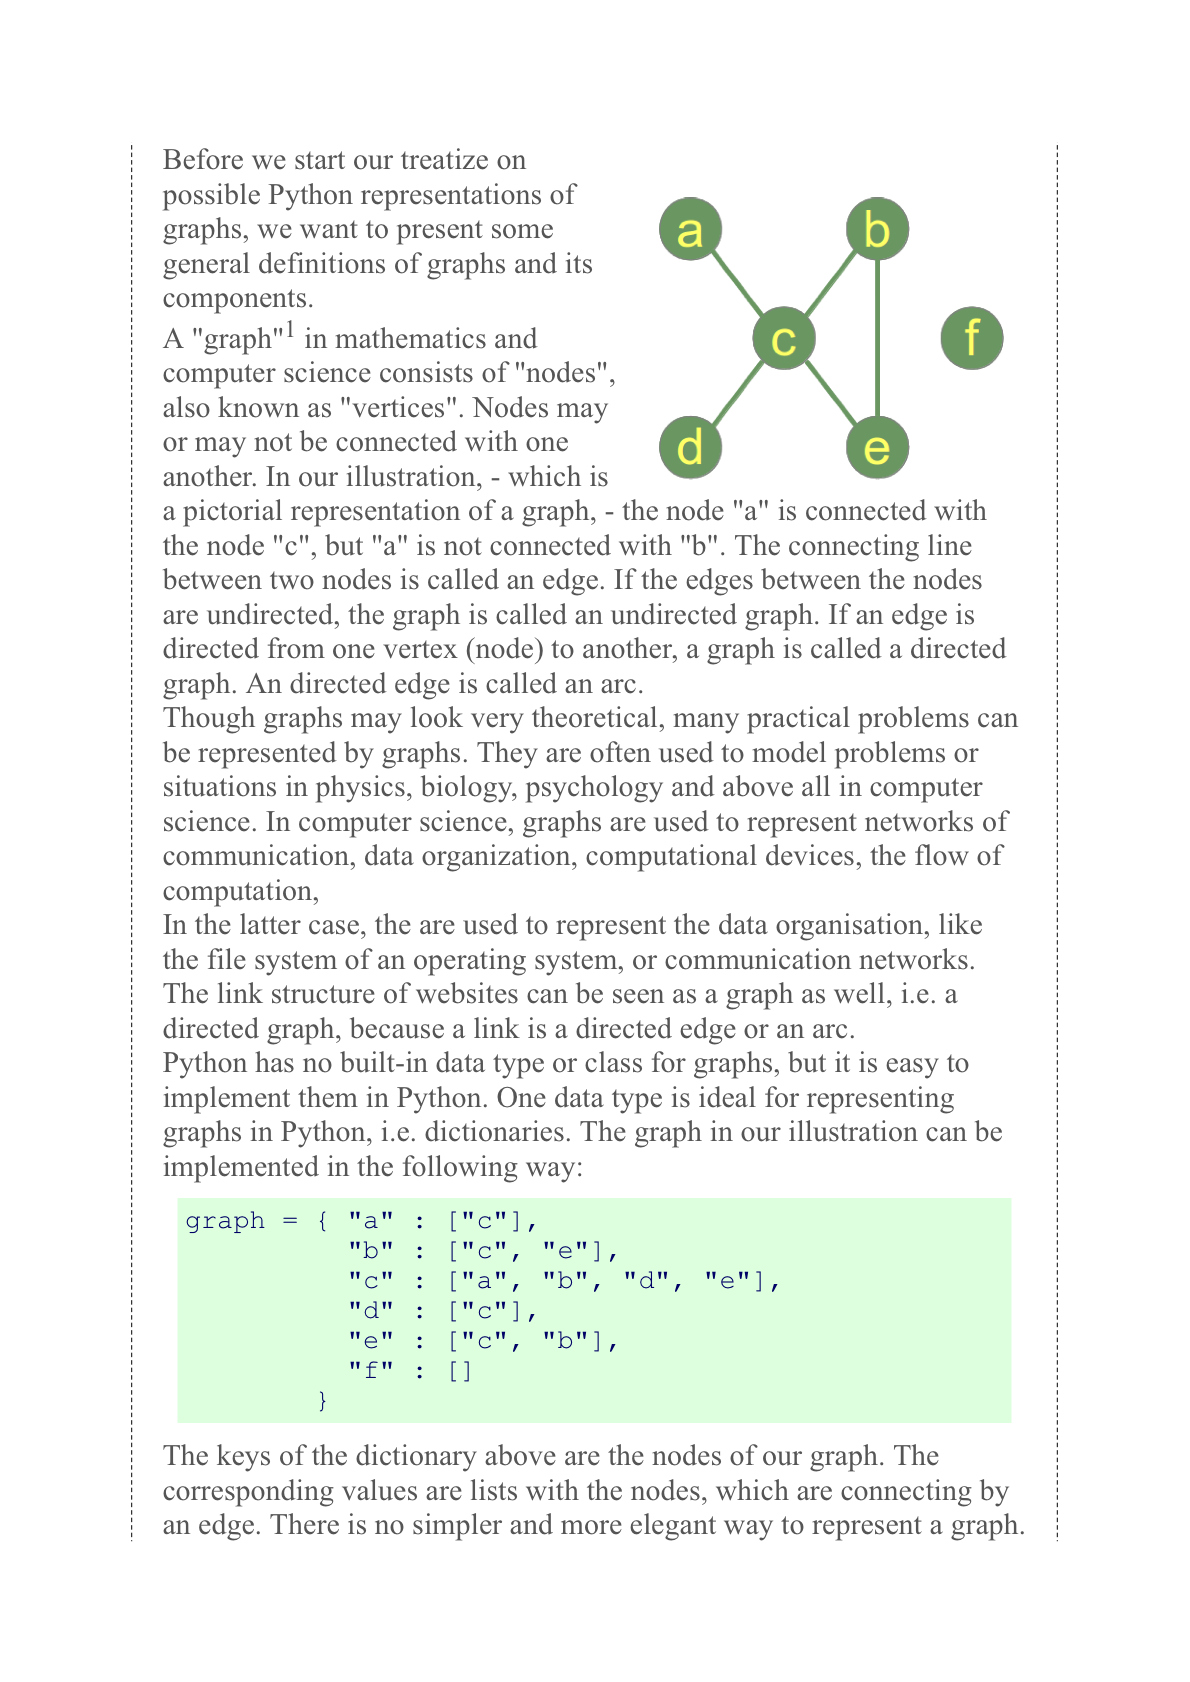 Before we start our treatize on
possible Python representations of
graphs, we want to present some
general definitions of graphs and its
components.
A "graph"1 in mathematics and
computer science consists of "nodes",
also known as "vertices". Nodes may
or may not be connected with one
another. In our illustration, - which is
a pictorial representation of a graph, - the node "a" is connected with
the node "c", but "a" is not connected with "b". The connecting line
between two nodes is called an edge. If the edges between the nodes
are undirected, the graph is called an undirected graph. If an edge is
directed from one vertex (node) to another, a graph is called a directed
graph. An directed edge is called an arc.
Though graphs may look very theoretical, many practical problems can
be represented by graphs. They are often used to model problems or
situations in physics, biology, psychology and above all in computer
science. In computer science, graphs are used to represent networks of
communication, data organization, computational devices, the flow of
computation,
In the latter case, the are used to represent the data organisation, like
the file system of an operating system, or communication networks.
The link structure of websites can be seen as a graph as well, i.e. a
directed graph, because a link is a directed edge or an arc.
Python has no built-in data type or class for graphs, but it is easy to
implement them in Python. One data type is ideal for representing
graphs in Python, i.e. dictionaries. The graph in our illustration can be
implemented in the following way:
graph = { "a" : ["c"],
          "b" : ["c", "e"],
          "c" : ["a", "b", "d", "e"],
          "d" : ["c"],
          "e" : ["c", "b"],
          "f" : []
        }
The keys of the dictionary above are the nodes of our graph. The
corresponding values are lists with the nodes, which are connecting by
an edge. There is no simpler and more elegant way to represent a graph.
a
b
c
f
d
e